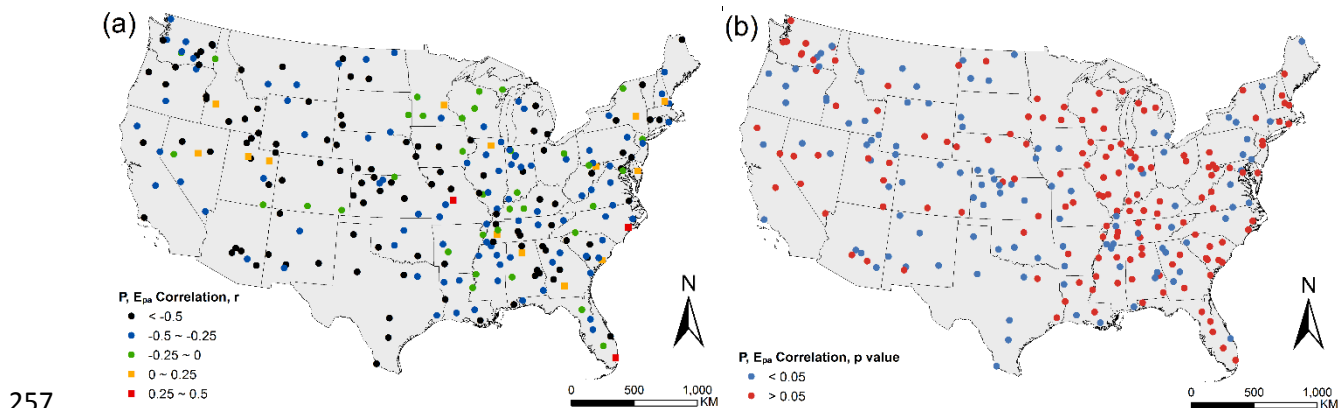 (a)
N
P, Epa Correlation, r
< -0.5
-0.5 ~ -0.25
-0.25 ~ 0
0 ~ 0.25
0.25 ~ 0.5
0 500 1,000
KM
(b)
N
P, Epa Correlation, p value
< 0.05
> 0.05
0 500 1,000
KM
257